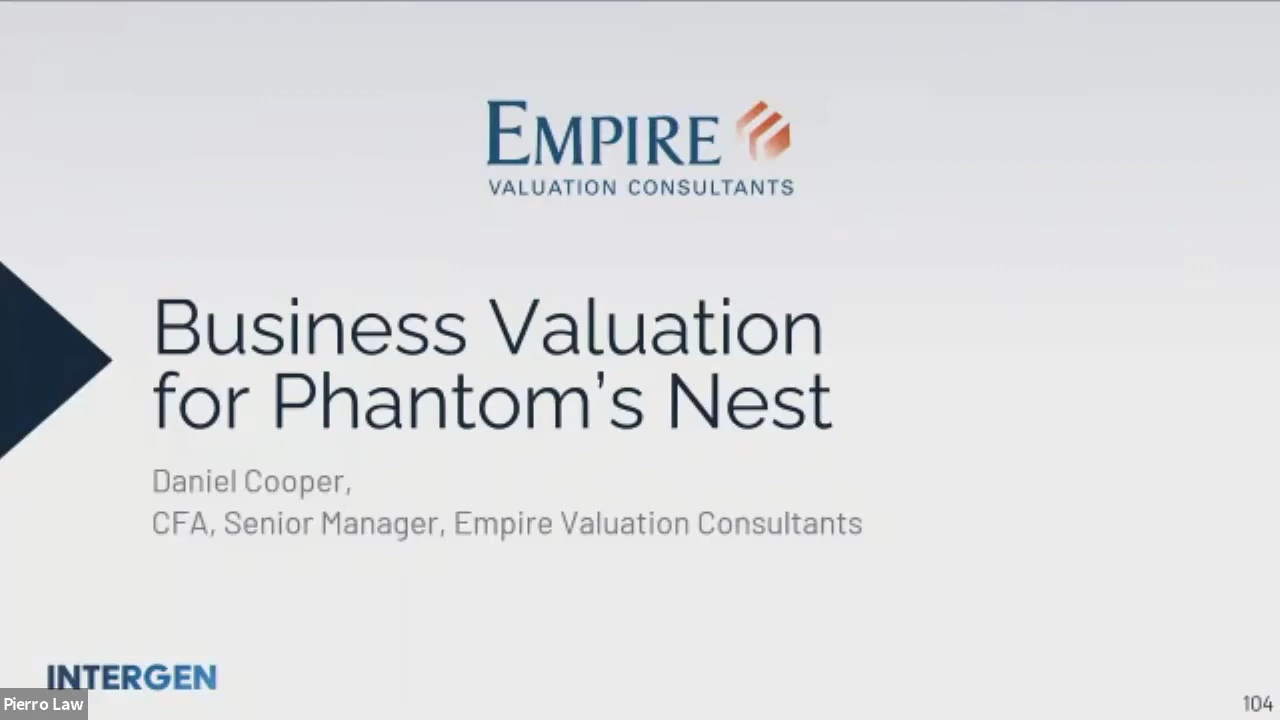 EMPIRE
VALUATION CONSULTANTS
Business Valuation
for Phantom’s Nest
Daniel Cooper,
CFA, Senior Manager, Empire Valuation Consultants
INTERGEN
Pierro Law
104